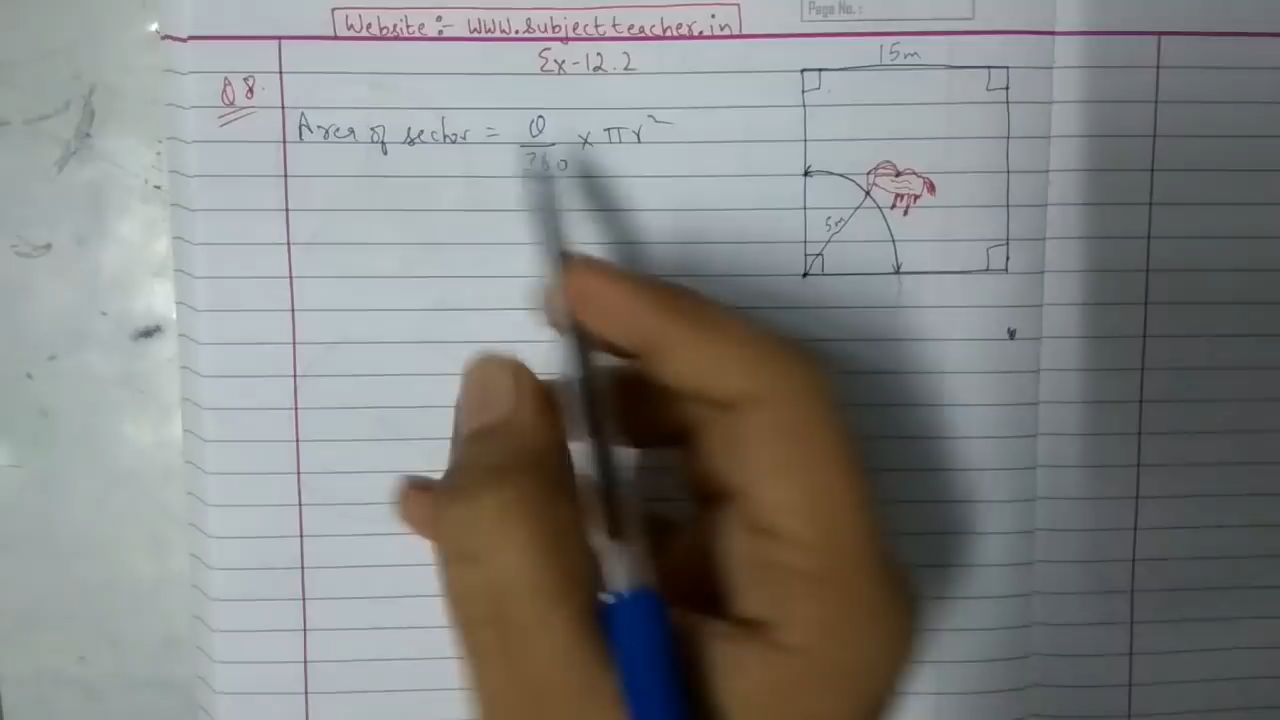 Page No. :
Website :- www.subjectteacher.in
Ex-12.2
15m
Q8.
Area of sector = θ/360 × πr²
5m